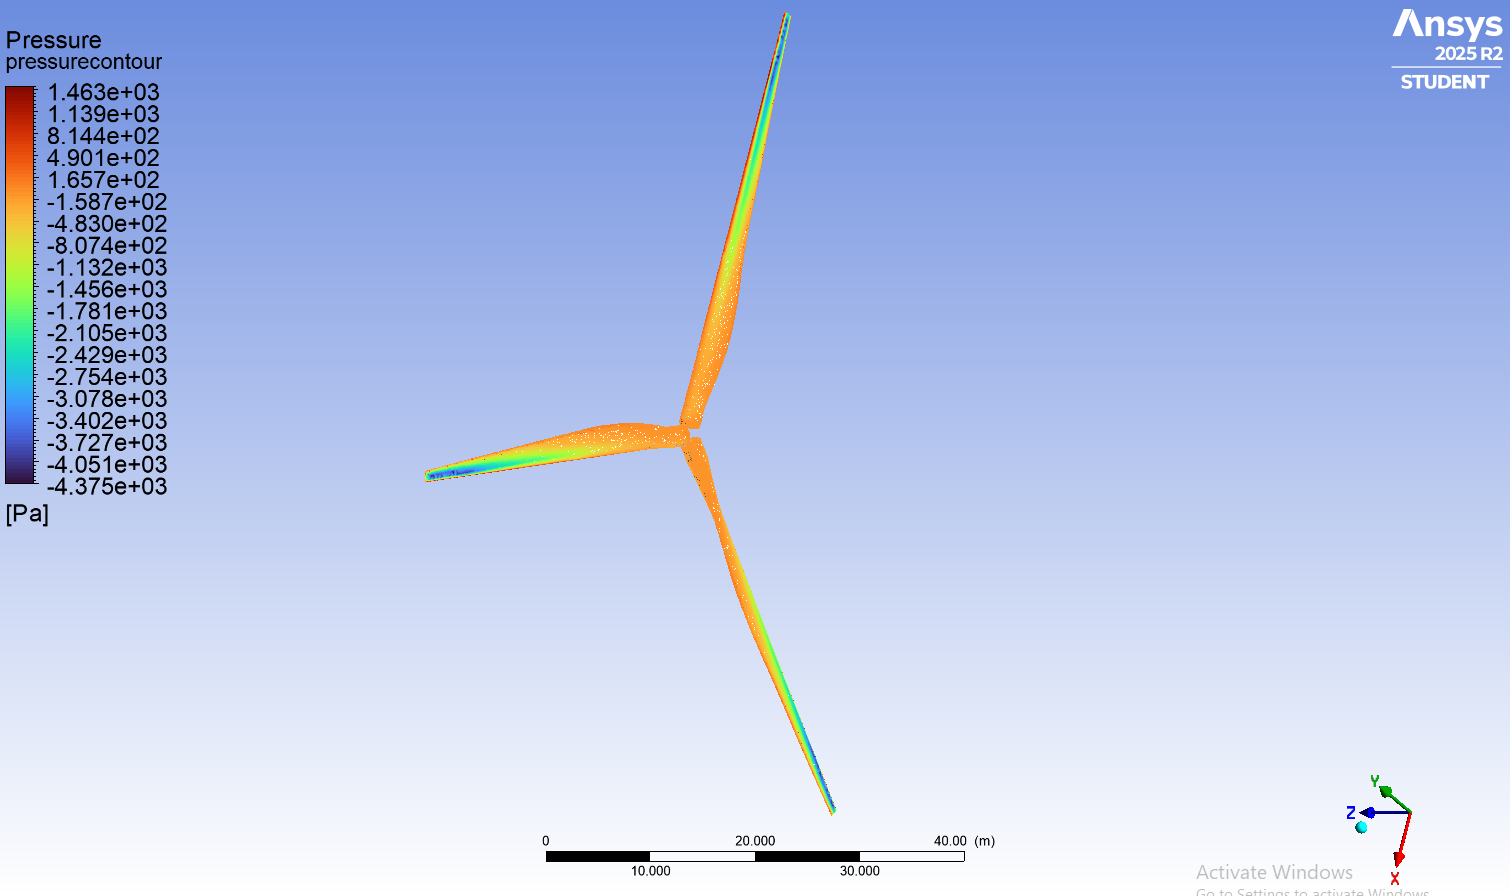 Pressure
pressurecontour
1.463e+03
1.139e+03
8.144e+02
4.901e+02
1.657e+02
-1.587e+02
-4.830e+02
-8.074e+02
-1.132e+03
-1.456e+03
-1.781e+03
-2.105e+03
-2.429e+03
-2.754e+03
-3.078e+03
-3.402e+03
-3.727e+03
-4.051e+03
-4.375e+03
[Pa]
Ansys
2025 R2
STUDENT
0 20.000 40.00 (m)
10.000 30.000
Y
Z
X
Activate Windows
Go to Settings to activate Windows.